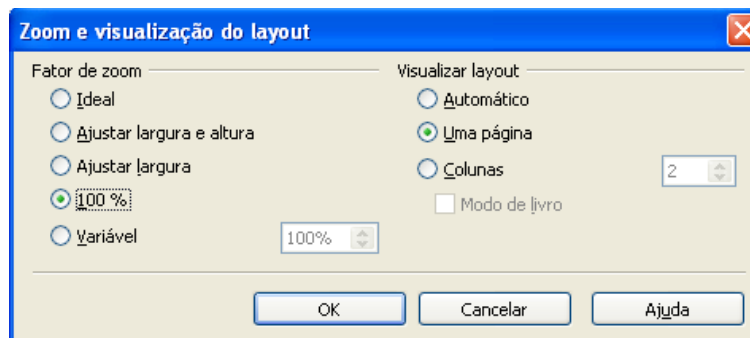 Zoom e visualização do layout
Fator de zoom
Ideal
Ajustar largura e altura
Ajustar largura
100 %
Variável
100%
Visualizar layout
Automático
Uma página
Colunas
2
Modo de livro
OK
Cancelar
Ajuda